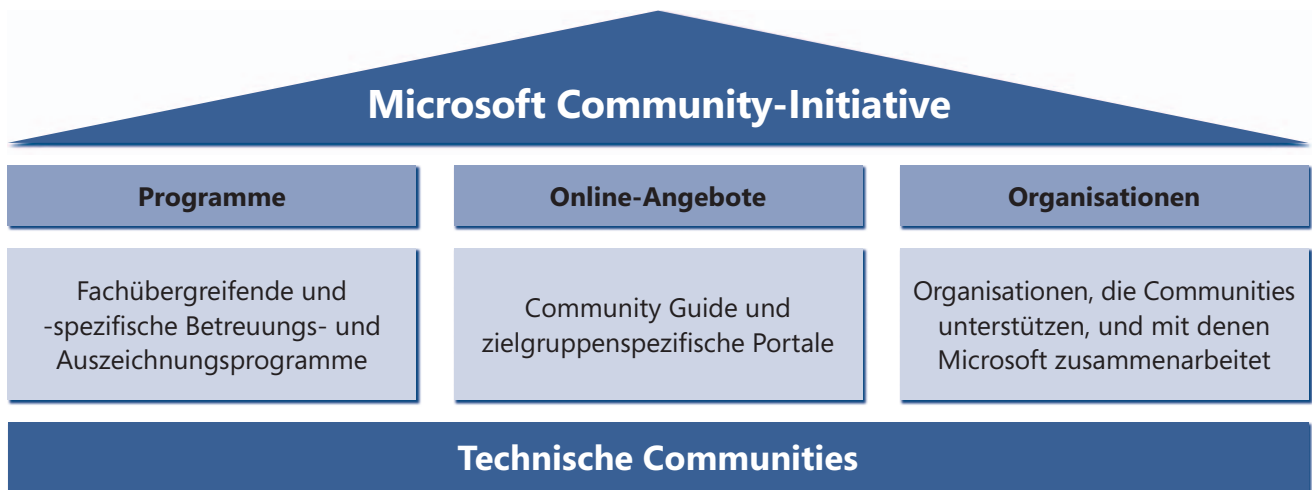 Microsoft Community-Initiative
Programme
Online-Angebote
Organisationen
Fachübergreifende und
-spezifische Betreuungs- und
Auszeichnungsprogramme
Community Guide und
zielgruppenspezifische Portale
Organisationen, die Communities
unterstützen, und mit denen
Microsoft zusammenarbeitet
Technische Communities